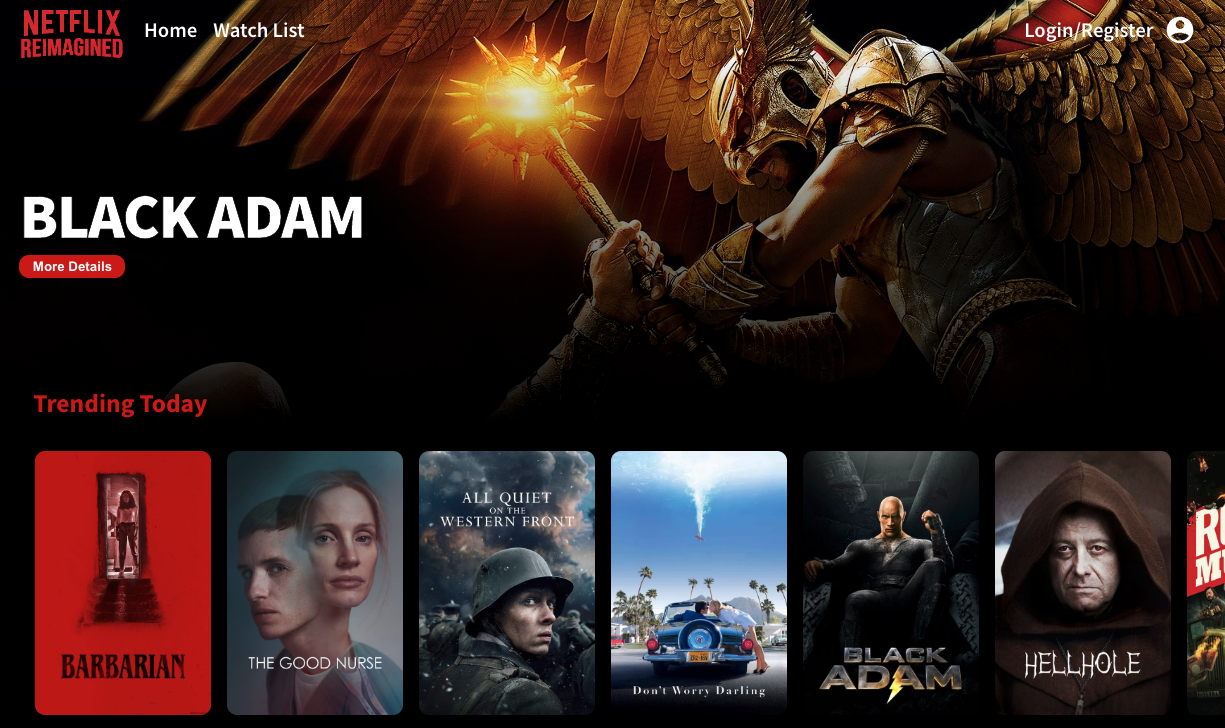 NETFLIX
REIMAGINED
Home
Watch List
Login/Register
BLACK ADAM
More Details
Trending Today
BARBARIAN
THE GOOD NURSE
ALL QUIET
ON THE
WESTERN FRONT
Don't Worry Darling
BLACK
ADAM
HELLHOLE